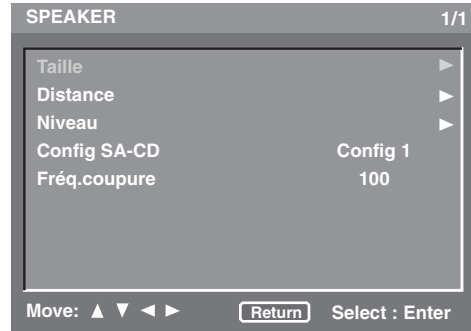 SPEAKER 1/1
Taille ►
Distance ►
Niveau ►
Config SA-CD Config 1
Fréq.coupure 100
Move: ▲ ▼ ◄ ► Return Select : Enter